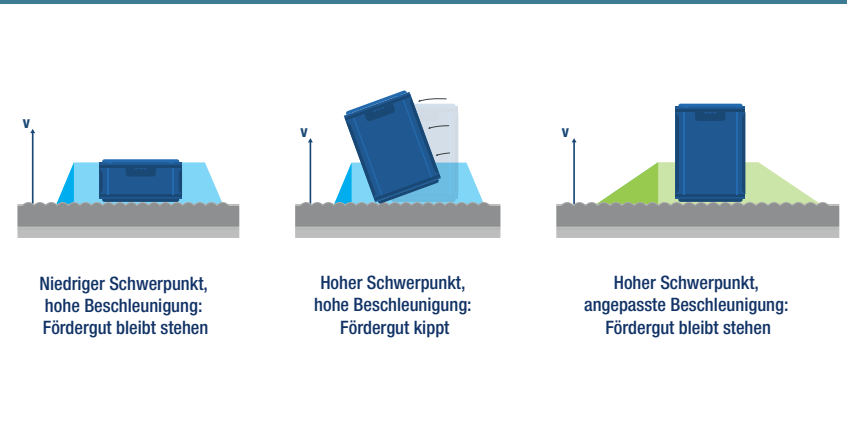 v
v
v
Niedriger Schwerpunkt,
hohe Beschleunigung:
Fördergut bleibt stehen
Hoher Schwerpunkt,
hohe Beschleunigung:
Fördergut kippt
Hoher Schwerpunkt,
angepasste Beschleunigung:
Fördergut bleibt stehen